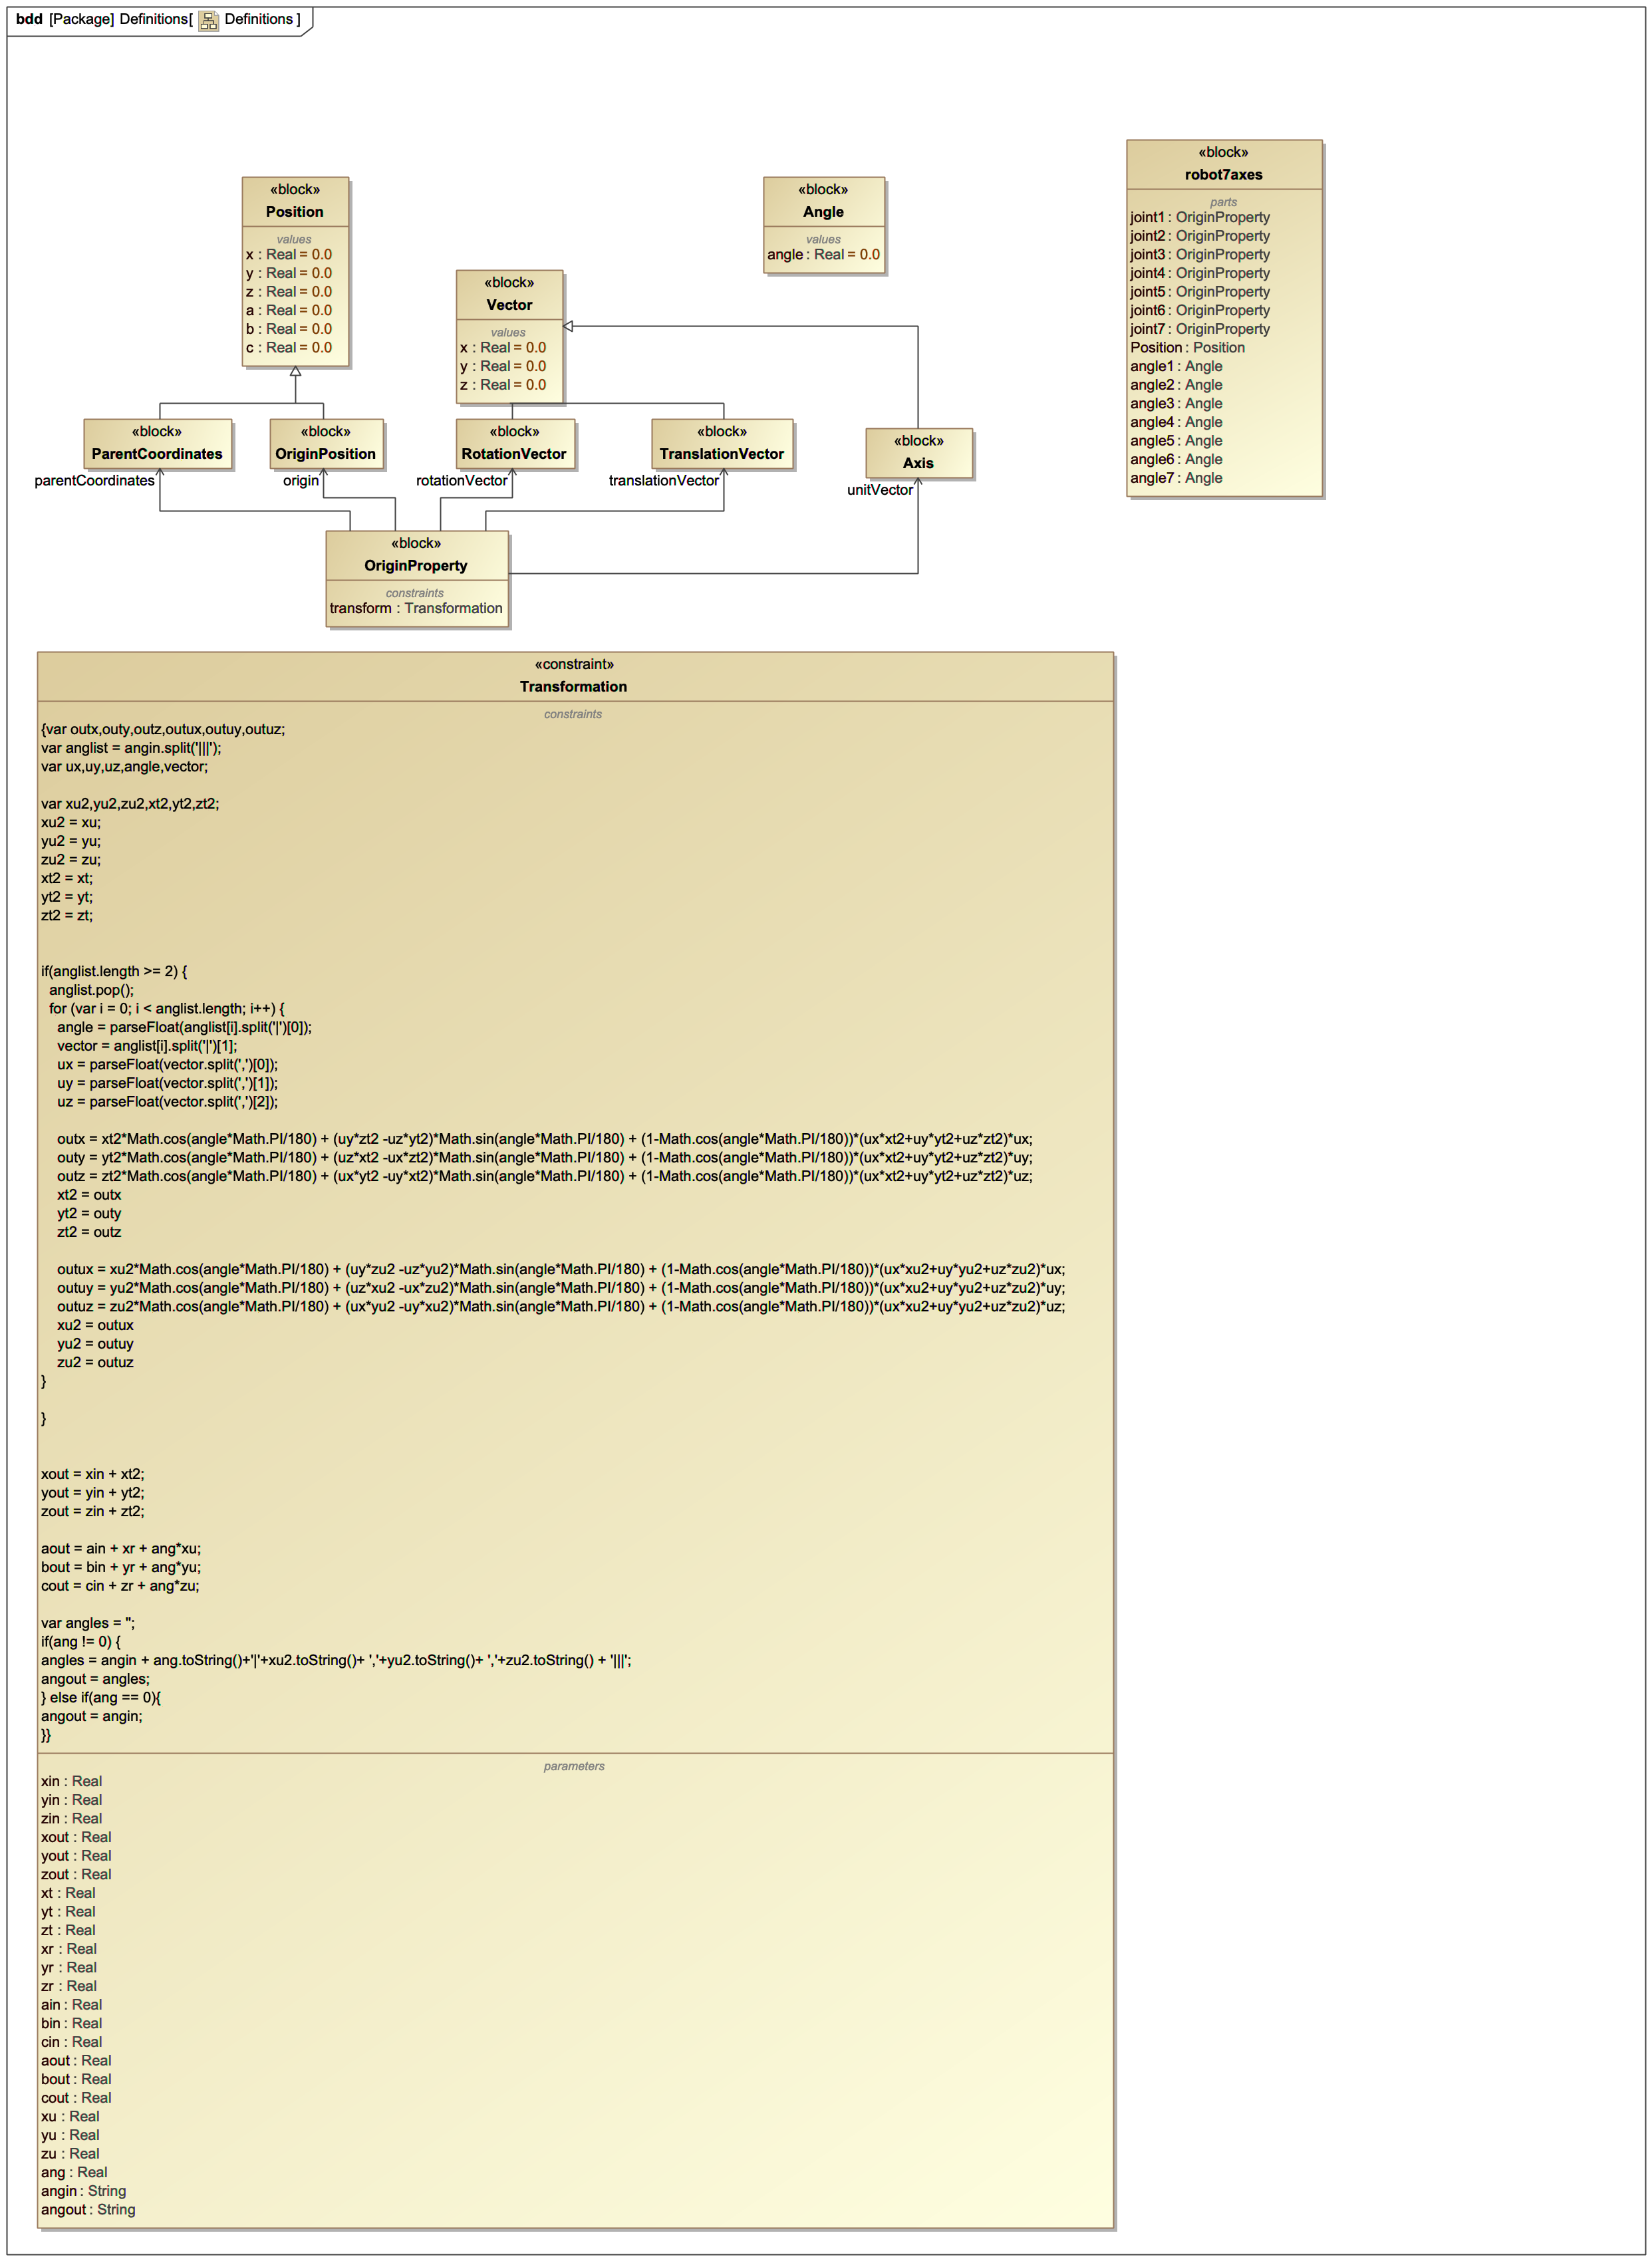 bdd [Package] Definitions[ Definitions ]
«block»
Position
values
x : Real = 0.0
y : Real = 0.0
z : Real = 0.0
a : Real = 0.0
b : Real = 0.0
c : Real = 0.0
«block»
Vector
values
x : Real = 0.0
y : Real = 0.0
z : Real = 0.0
«block»
Angle
values
angle : Real = 0.0
«block»
robot7axes
parts
joint1 : OriginProperty
joint2 : OriginProperty
joint3 : OriginProperty
joint4 : OriginProperty
joint5 : OriginProperty
joint6 : OriginProperty
joint7 : OriginProperty
Position : Position
angle1 : Angle
angle2 : Angle
angle3 : Angle
angle4 : Angle
angle5 : Angle
angle6 : Angle
angle7 : Angle
«block»
ParentCoordinates
«block»
OriginPosition
«block»
RotationVector
«block»
TranslationVector
«block»
Axis
parentCoordinates
origin
rotationVector
translationVector
unitVector
«block»
OriginProperty
constraints
transform : Transformation
«constraint»
Transformation
constraints
{var outx,outy,outz,outux,outuy,outuz;
var anglist = angin.split('|||');
var ux,uy,uz,angle,vector;
var xu2,yu2,zu2,xt2,yt2,zt2;
xu2 = xu;
yu2 = yu;
zu2 = zu;
xt2 = xt;
yt2 = yt;
zt2 = zt;
if(anglist.length >= 2) {
anglist.pop();
for (var i = 0; i < anglist.length; i++) {
angle = parseFloat(anglist[i].split('|')[0]);
vector = anglist[i].split('|')[1];
ux = parseFloat(vector.split(',')[0]);
uy = parseFloat(vector.split(',')[1]);
uz = parseFloat(vector.split(',')[2]);
outx = xt2*Math.cos(angle*Math.PI/180) + (uy*zt2 -uz*yt2)*Math.sin(angle*Math.PI/180) + (1-Math.cos(angle*Math.PI/180))*(ux*xt2+uy*yt2+uz*zt2)*ux;
outy = yt2*Math.cos(angle*Math.PI/180) + (uz*xt2 -ux*zt2)*Math.sin(angle*Math.PI/180) + (1-Math.cos(angle*Math.PI/180))*(ux*xt2+uy*yt2+uz*zt2)*uy;
outz = zt2*Math.cos(angle*Math.PI/180) + (ux*yt2 -uy*xt2)*Math.sin(angle*Math.PI/180) + (1-Math.cos(angle*Math.PI/180))*(ux*xt2+uy*yt2+uz*zt2)*uz;
xt2 = outx
yt2 = outy
zt2 = outz
outux = xu2*Math.cos(angle*Math.PI/180) + (uy*zu2 -uz*yu2)*Math.sin(angle*Math.PI/180) + (1-Math.cos(angle*Math.PI/180))*(ux*xu2+uy*yu2+uz*zu2)*ux;
outuy = yu2*Math.cos(angle*Math.PI/180) + (uz*xu2 -ux*zu2)*Math.sin(angle*Math.PI/180) + (1-Math.cos(angle*Math.PI/180))*(ux*xu2+uy*yu2+uz*zu2)*uy;
outuz = zu2*Math.cos(angle*Math.PI/180) + (ux*yu2 -uy*xu2)*Math.sin(angle*Math.PI/180) + (1-Math.cos(angle*Math.PI/180))*(ux*xu2+uy*yu2+uz*zu2)*uz;
xu2 = outux
yu2 = outuy
zu2 = outuz
}
}
xout = xin + xt2;
yout = yin + yt2;
zout = zin + zt2;
aout = ain + xr + ang*xu;
bout = bin + yr + ang*yu;
cout = cin + zr + ang*zu;
var angles = '';
if(ang != 0) {
angles = angin + ang.toString()+'|'+xu2.toString()+ ','+yu2.toString()+ ','+zu2.toString() + '|||';
angout = angles;
} else if(ang == 0){
angout = angin;
}}
parameters
xin : Real
yin : Real
zin : Real
xout : Real
yout : Real
zout : Real
xt : Real
yt : Real
zt : Real
xr : Real
yr : Real
zr : Real
ain : Real
bin : Real
cin : Real
aout : Real
bout : Real
cout : Real
xu : Real
yu : Real
zu : Real
ang : Real
angin : String
angout : String